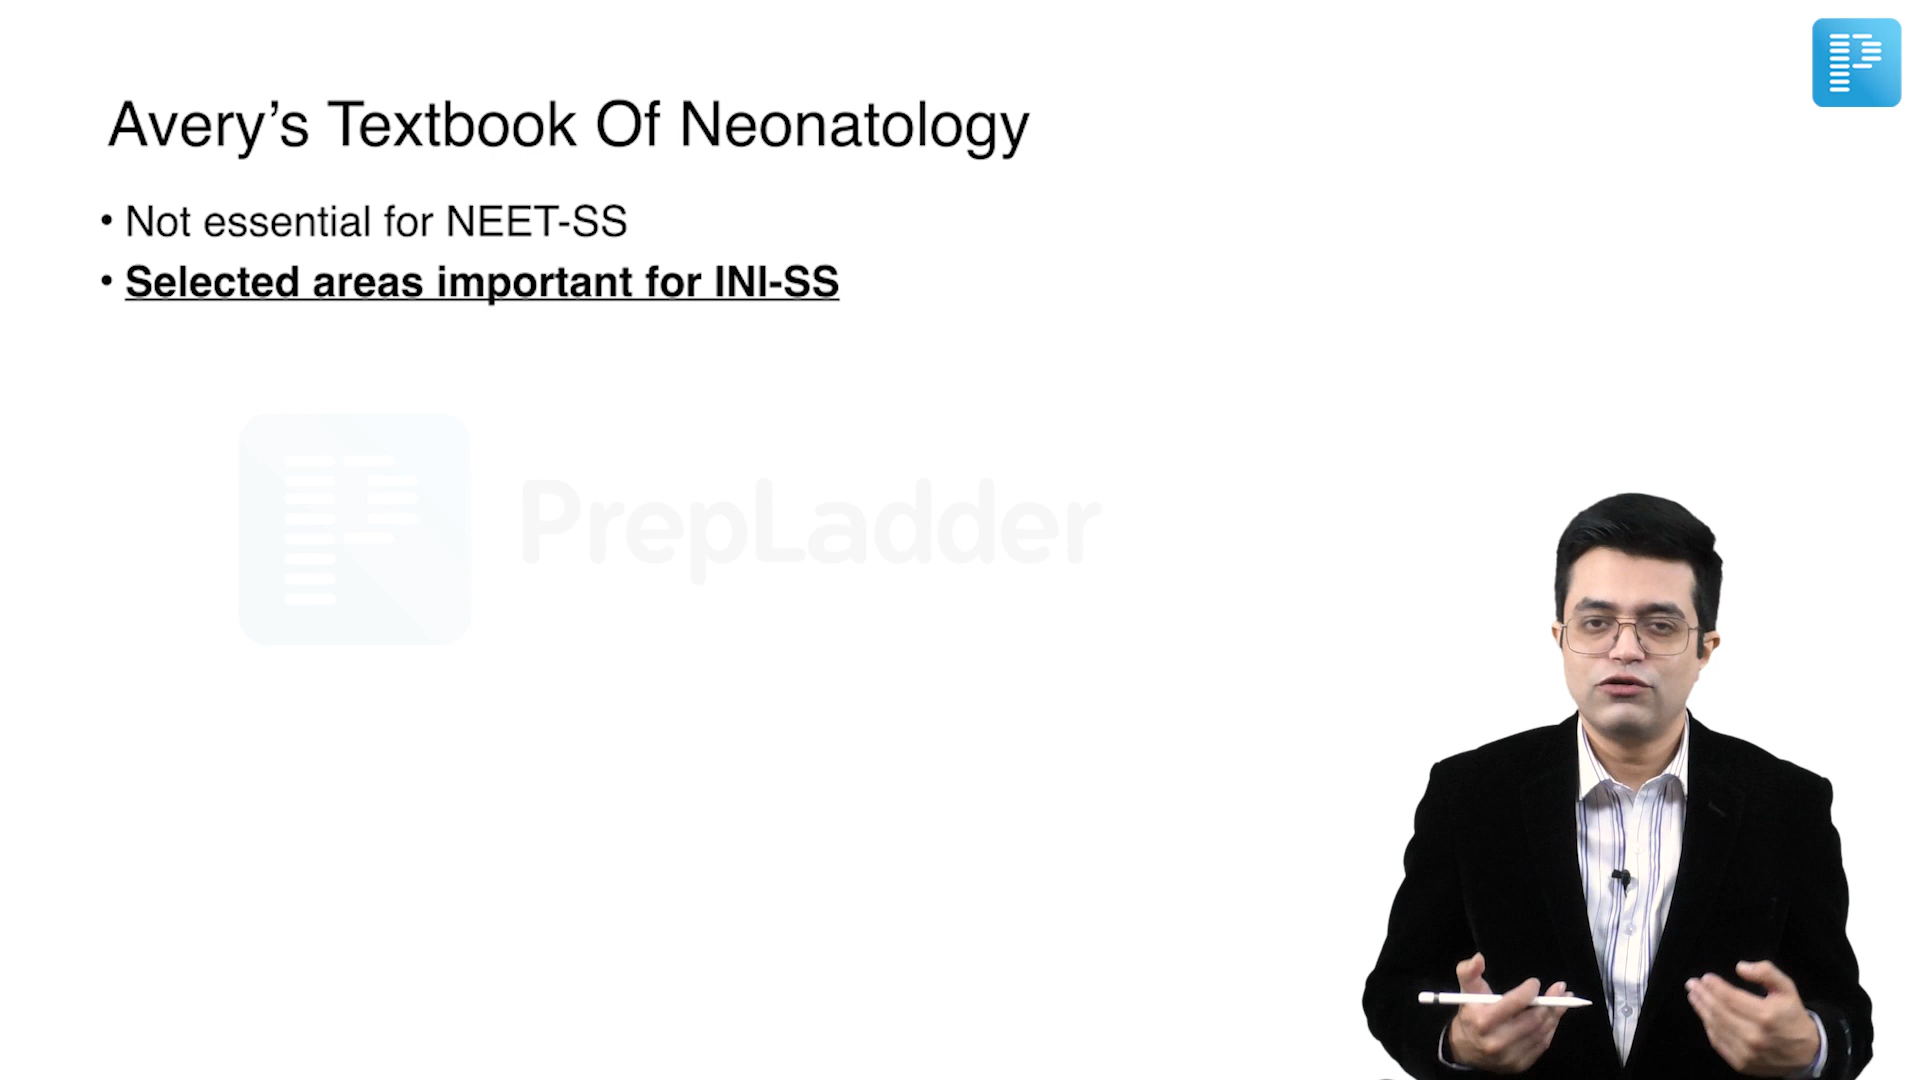 Avery’s Textbook Of Neonatology
• Not essential for NEET-SS
• Selected areas important for INI-SS
PrepLadder